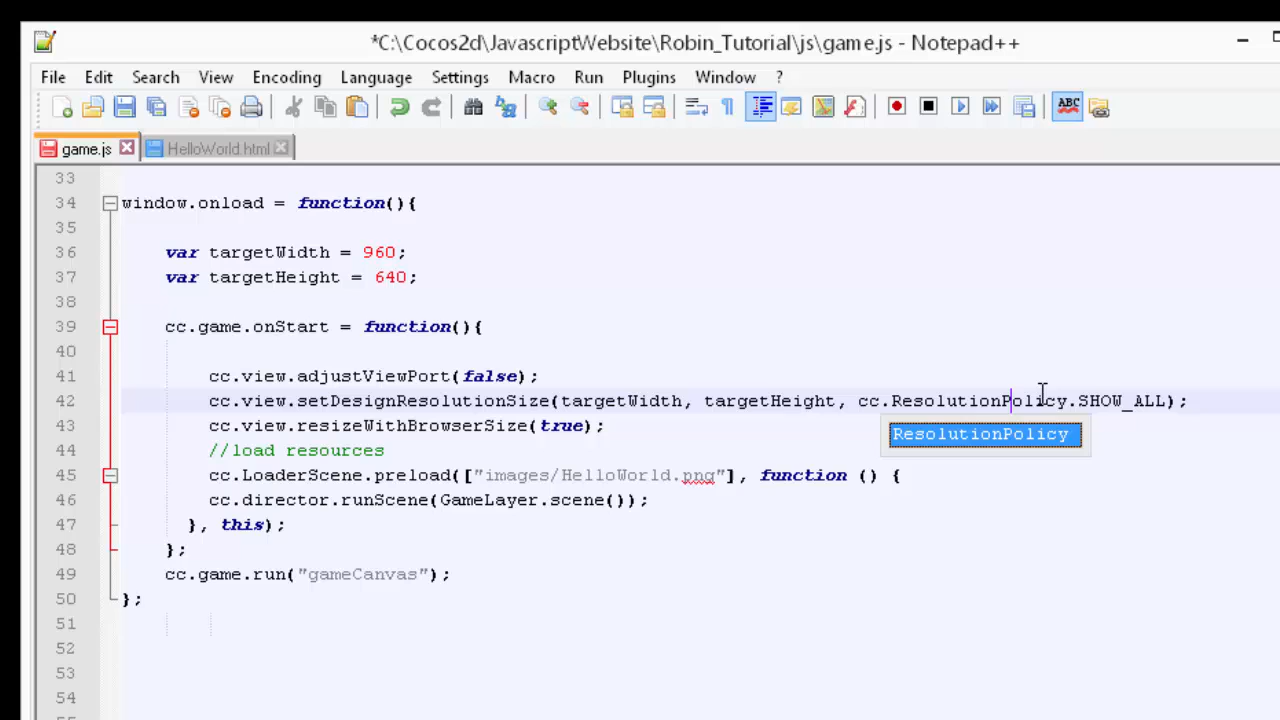 *C:\Cocos2d\JavascriptWebsite\Robin_Tutorial\js\game.js - Notepad++
File Edit Search View Encoding Language Settings Macro Run Plugins Window ?
ABC
game.js HelloWorld.html
33
34 window.onload = function(){
35
36 var targetWidth = 960;
37 var targetHeight = 640;
38
39 cc.game.onStart = function(){
40
41 cc.view.adjustViewPort(false);
42 cc.view.setDesignResolutionSize(targetWidth, targetHeight, cc.ResolutionPolicy.SHOW_ALL);
ResolutionPolicy
43 cc.view.resizeWithBrowserSize(true);
44 //load resources
45 cc.LoaderScene.preload(["images/HelloWorld.png"], function () {
46 cc.director.runScene(GameLayer.scene());
47 }, this);
48 };
49 cc.game.run("gameCanvas");
50 };
51
52
53
54